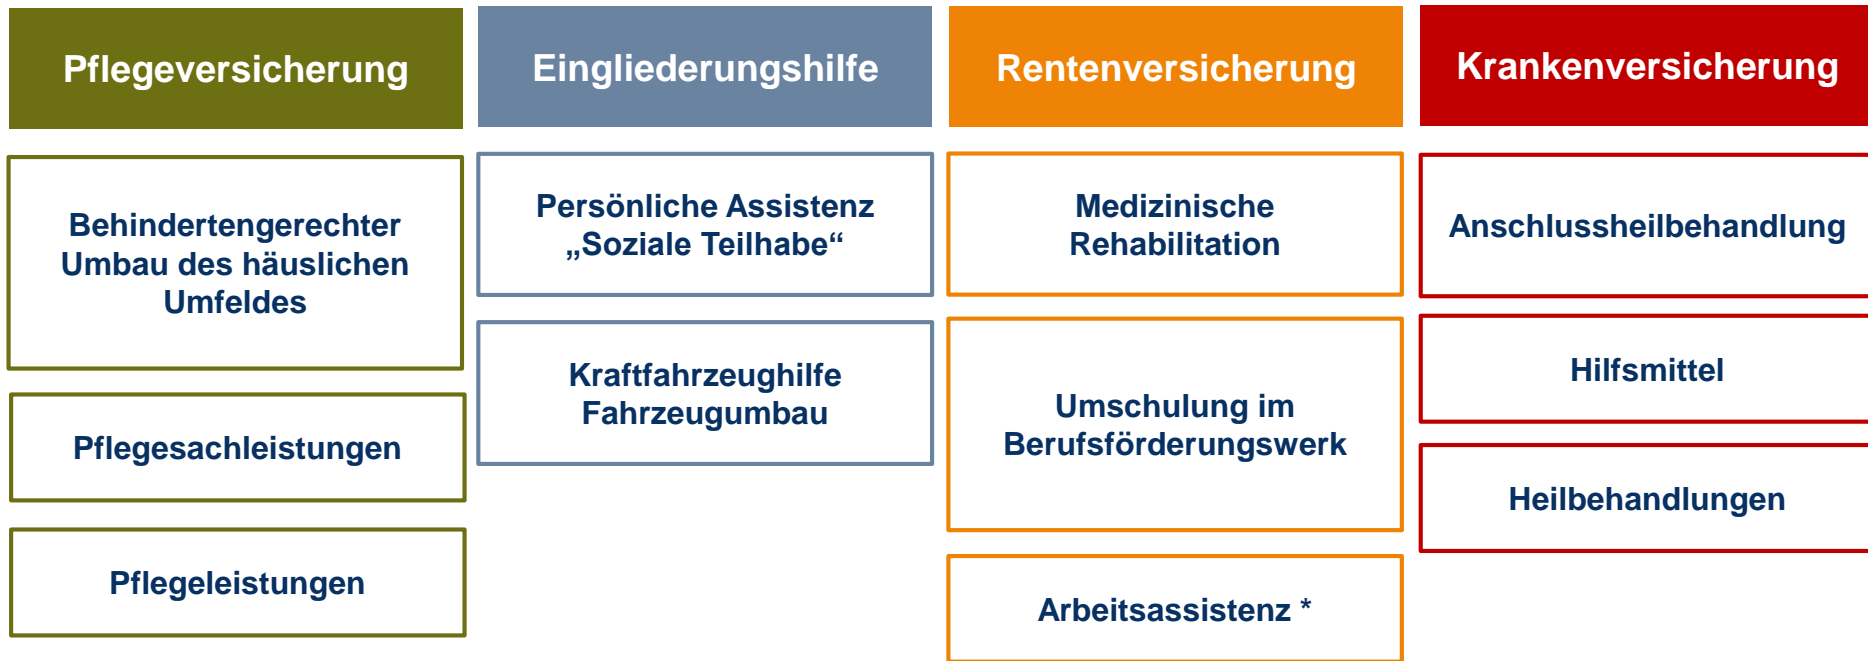 Pflegeversicherung
Behindertengerechter
Umbau des häuslichen
Umfeldes
Pflegesachleistungen
Pflegeleistungen
Eingliederungshilfe
Persönliche Assistenz
„Soziale Teilhabe“
Kraftfahrzeughilfe
Fahrzeugumbau
Rentenversicherung
Medizinische
Rehabilitation
Umschulung im
Berufsförderungswerk
Arbeitsassistenz *
Krankenversicherung
Anschlussheilbehandlung
Hilfsmittel
Heilbehandlungen